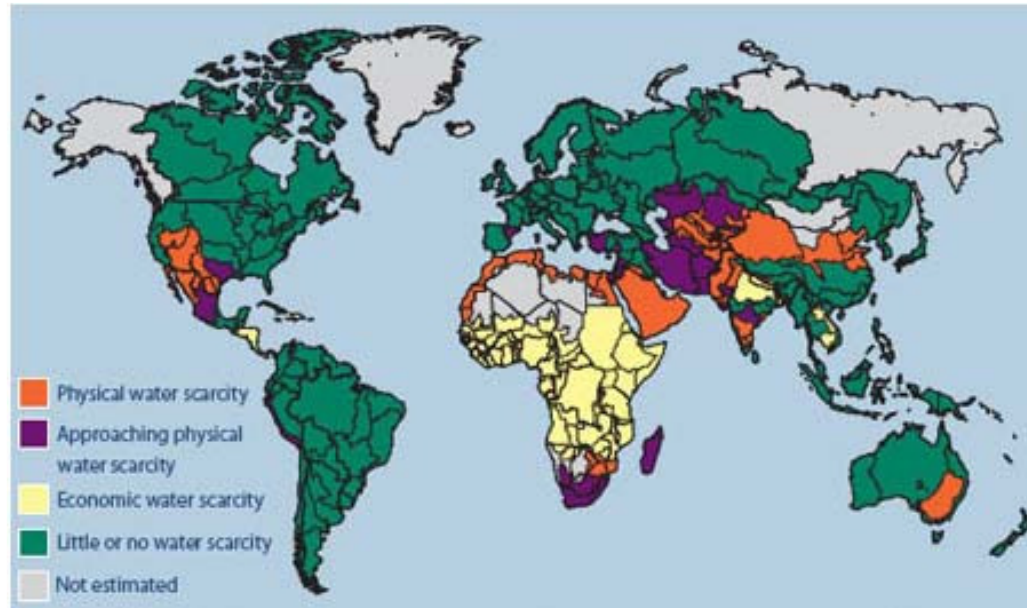 Physical water scarcity
Approaching physical
water scarcity
Economic water scarcity
Little or no water scarcity
Not estimated